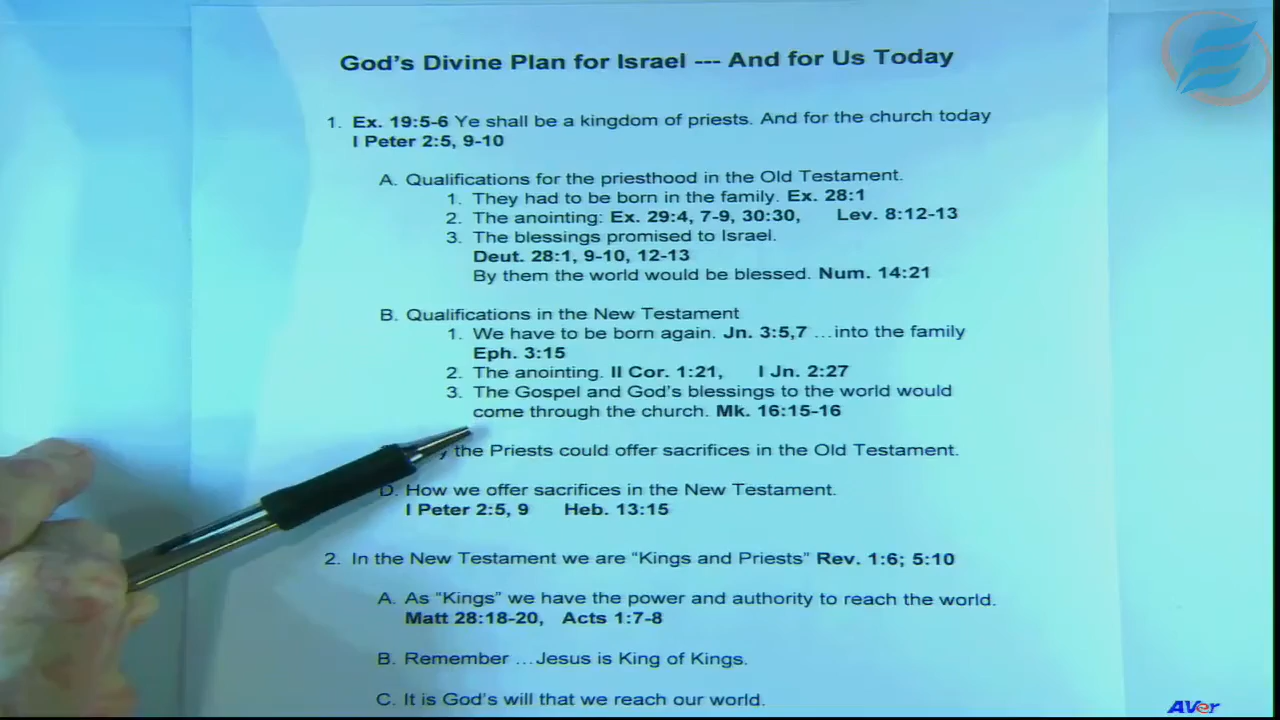 God's Divine Plan for Israel --- And for Us Today
1. Ex. 19:5-6 Ye shall be a kingdom of priests. And for the church today
I Peter 2:5, 9-10
A. Qualifications for the priesthood in the Old Testament.
1. They had to be born in the family. Ex. 28:1
2. The anointing: Ex. 29:4, 7-9, 30:30, Lev. 8:12-13
3. The blessings promised to Israel.
Deut. 28:1, 9-10, 12-13
By them the world would be blessed. Num. 14:21
B. Qualifications in the New Testament
1. We have to be born again. Jn. 3:5,7 ...into the family
Eph. 3:15
2. The anointing. II Cor. 1:21, I Jn. 2:27
3. The Gospel and God's blessings to the world would
come through the church. Mk. 16:15-16
the Priests could offer sacrifices in the Old Testament.
D. How we offer sacrifices in the New Testament.
I Peter 2:5, 9 Heb. 13:15
2. In the New Testament we are "Kings and Priests" Rev. 1:6; 5:10
A. As "Kings" we have the power and authority to reach the world.
Matt 28:18-20, Acts 1:7-8
B. Remember ...Jesus is King of Kings.
C. It is God's will that we reach our world.
AVer